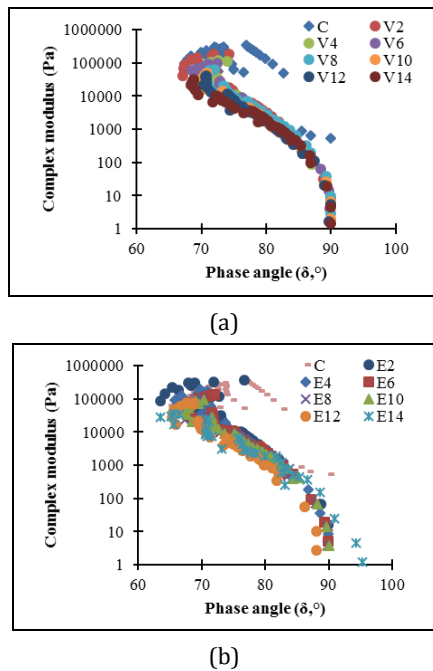 (a)
Complex modulus (Pa)
1000000
100000
10000
1000
100
10
1
C V2
V4 V6
V8 V10
V12 V14
60 70 80 90 100
Phase angle (δ,°)
(a)
Complex modulus (Pa)
1000000
100000
10000
1000
100
10
1
C E2
E4 E6
E8 E10
E12 E14
60 70 80 90 100
Phase angle (δ,°)
(b)